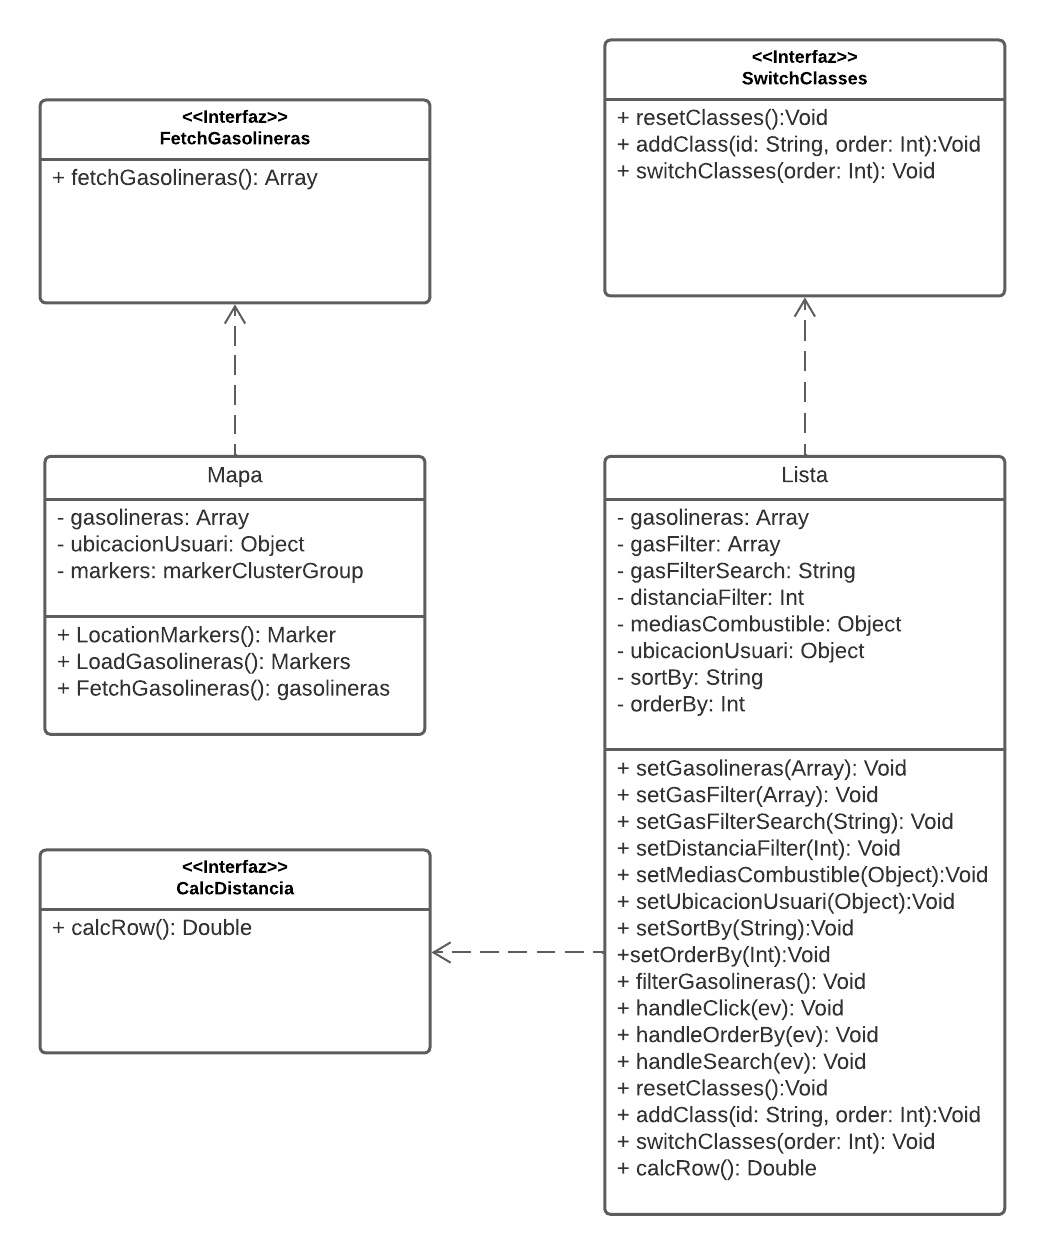 <<Interfaz>>
FetchGasolineras
+ fetchGasolineras(): Array
<<Interfaz>>
SwitchClasses
+ resetClasses():Void
+ addClass(id: String, order: Int):Void
+ switchClasses(order: Int): Void
Mapa
- gasolineras: Array
- ubicacionUsuari: Object
- markers: markerClusterGroup
+ LocationMarkers(): Marker
+ LoadGasolineras(): Markers
+ FetchGasolineras(): gasolineras
Lista
- gasolineras: Array
- gasFilter: Array
- gasFilterSearch: String
- distanciaFilter: Int
- mediasCombustible: Object
- ubicacionUsuari: Object
- sortBy: String
- orderBy: Int
+ setGasolineras(Array): Void
+ setGasFilter(Array): Void
+ setGasFilterSearch(String): Void
+ setDistanciaFilter(Int): Void
+ setMediasCombustible(Object):Void
+ setUbicacionUsuari(Object):Void
+ setSortBy(String):Void
+setOrderBy(Int):Void
+ filterGasolineras(): Void
+ handleClick(ev): Void
+ handleOrderBy(ev): Void
+ handleSearch(ev): Void
+ resetClasses():Void
+ addClass(id: String, order: Int):Void
+ switchClasses(order: Int): Void
+ calcRow(): Double
<<Interfaz>>
CalcDistancia
+ calcRow(): Double